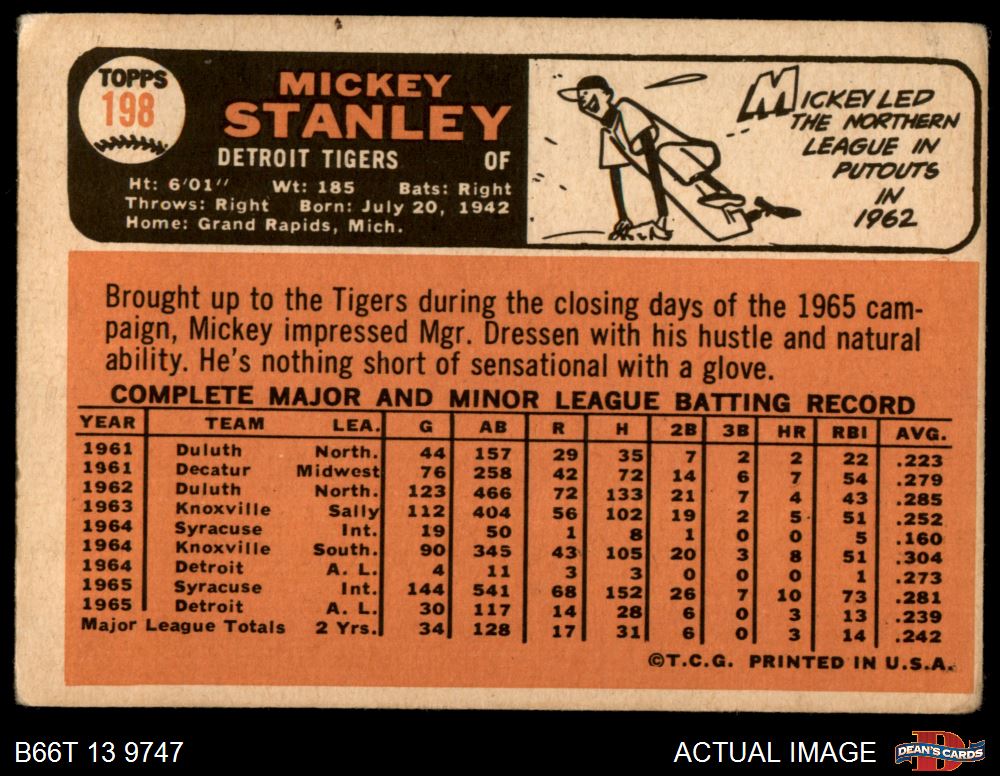 TOPPS
198
MICKEY
STANLEY
DETROIT TIGERS OF
Ht: 6'01" Wt: 185 Bats: Right
Throws: Right Born: July 20, 1942
Home: Grand Rapids, Mich.
MICKEY LED
THE NORTHERN
LEAGUE IN
PUTOUTS
IN
1962
Brought up to the Tigers during the closing days of the 1965 cam-
paign, Mickey impressed Mgr. Dressen with his hustle and natural
ability. He's nothing short of sensational with a glove.
COMPLETE MAJOR AND MINOR LEAGUE BATTING RECORD
YEAR TEAM LEA. G AB R H 2B 3B HR RBI AVG.
1961 Duluth North. 44 157 29 35 7 2 2 22 .223
1961 Decatur Midwest 76 258 42 72 14 6 7 54 .279
1962 Duluth North. 123 466 72 133 21 7 4 43 .285
1963 Knoxville Sally 112 404 56 102 19 2 5 51 .252
1964 Syracuse Int. 19 50 1 8 1 0 0 5 .160
1964 Knoxville South. 90 345 43 105 20 3 8 51 .304
1964 Detroit A. L. 4 11 3 3 0 0 0 1 .273
1965 Syracuse Int. 144 541 68 152 26 7 10 73 .281
1965 Detroit A. L. 30 117 14 28 6 0 3 13 .239
Major League Totals 2 Yrs. 34 128 17 31 6 0 3 14 .242
©T.C.G. PRINTED IN U.S.A.
B66T 13 9747
ACTUAL IMAGE
DEAN'S CARDS